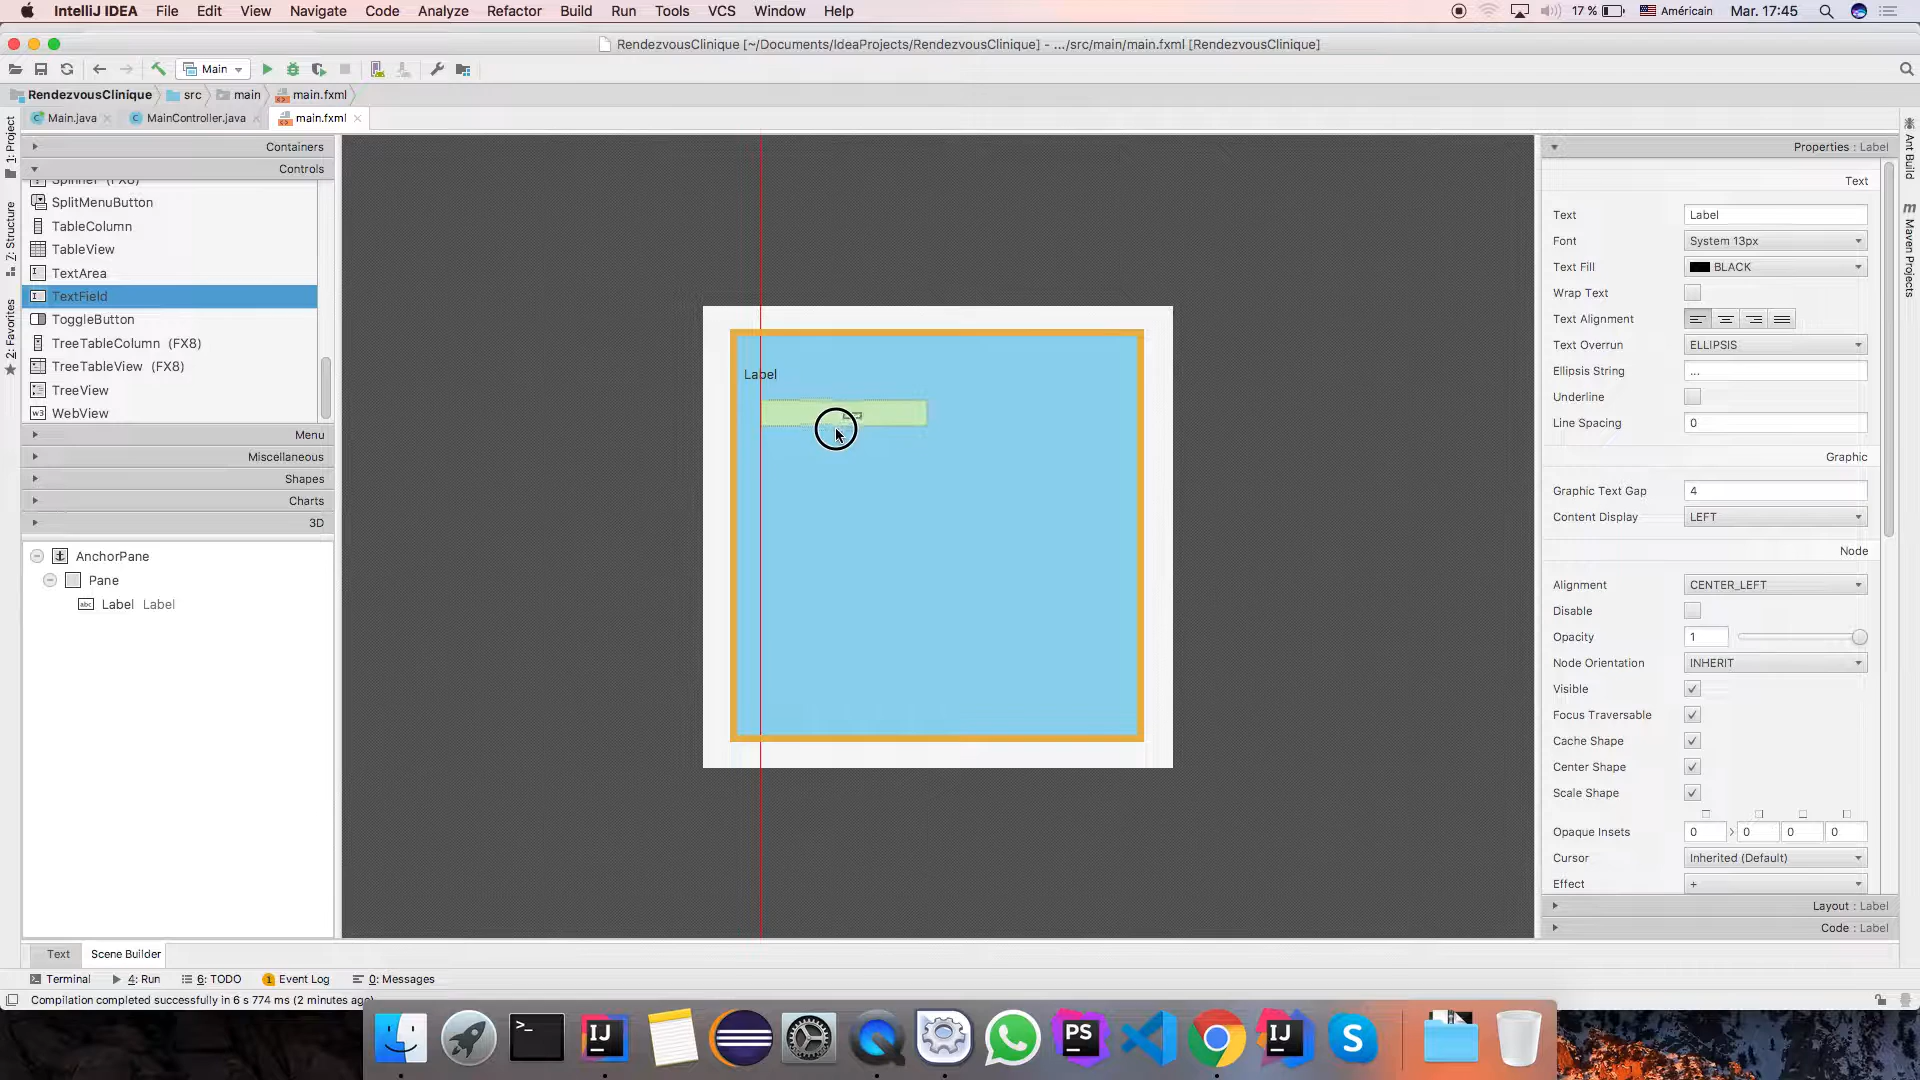 IntelliJ IDEA File Edit View Navigate Code Analyze Refactor Build Run Tools VCS Window Help 17 % Américain Mar. 17:45
RendezvousClinique [~/Documents/IdeaProjects/RendezvousClinique] - .../src/main/main.fxml [RendezvousClinique]
Main
RendezvousClinique src main main.fxml
Main.java MainController.java main.fxml
1: Project
Z: Structure
2: Favorites
Ant Build
Maven Projects
Containers
Controls
Spinner (FX8)
SplitMenuButton
TableColumn
TableView
TextArea
TextField
ToggleButton
TreeTableColumn (FX8)
TreeTableView (FX8)
TreeView
WebView
Menu
Miscellaneous
Shapes
Charts
3D
AnchorPane
Pane
abc Label Label
Label
Properties : Label
Text
Text Label
Font System 13px
Text Fill BLACK
Wrap Text
Text Alignment
Text Overrun ELLIPSIS
Ellipsis String ...
Underline
Line Spacing 0
Graphic
Graphic Text Gap 4
Content Display LEFT
Node
Alignment CENTER_LEFT
Disable
Opacity 1
Node Orientation INHERIT
Visible
Focus Traversable
Cache Shape
Center Shape
Scale Shape
Opaque Insets 0 0 0 0
Cursor Inherited (Default)
Effect +
Layout : Label
Code : Label
Text Scene Builder
Terminal 4: Run 6: TODO 1 Event Log 0: Messages
Compilation completed successfully in 6 s 774 ms (2 minutes ago)
>_ IJ PS IJ S